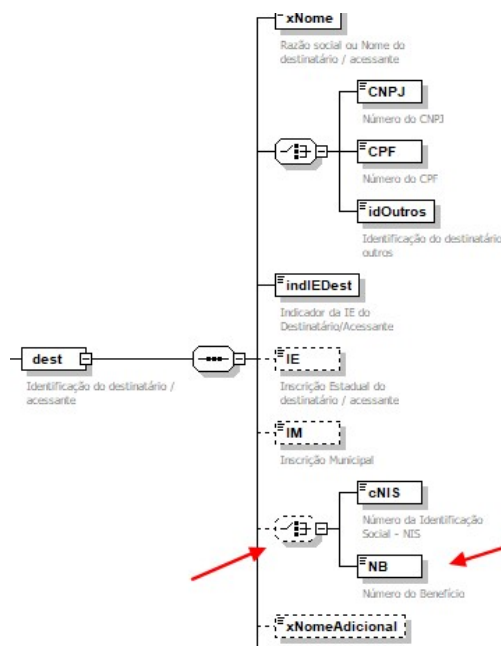 xNome
Razão social ou Nome do
destinatário / acessante
CNPJ
Número do CNPJ
CPF
Número do CPF
idOutros
Identificação do destinatário
outros
indIEDest
Indicador da IE do
Destinatário/Acessante
dest
Identificação do destinatário /
acessante
IE
Inscrição Estadual do
destinatário / acessante
IM
Inscrição Municipal
cNIS
Número da Identificação
Social - NIS
NB
Número do Benefício
xNomeAdicional